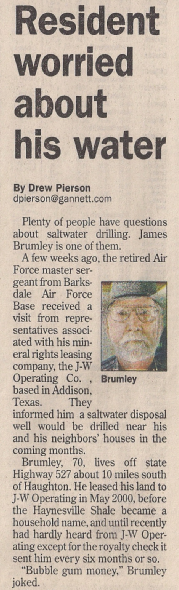 Resident
worried
about
his water
By Drew Pierson
dpierson@gannett.com
Plenty of people have questions
about saltwater drilling. James
Brumley is one of them.
A few weeks ago, the retired Air
Force master ser-
geant from Barks-
dale Air Force
Base received a
visit from repre-
sentatives associ-
ated with his min-
eral rights leasing
company, the J-W
Operating Co. ,
based in Addison,
Texas. They
Brumley
informed him a saltwater disposal
well would be drilled near his
and his neighbors' houses in the
coming months.
Brumley, 70, lives off state
Highway 527 about 10 miles south
of Haughton. He leased his land to
J-W Operating in May 2000, before
the Haynesville Shale became a
household name, and until recently
had hardly heard from J-W Oper-
ating except for the royalty check it
sent him every six months or so.
"Bubble gum money," Brumley
joked.